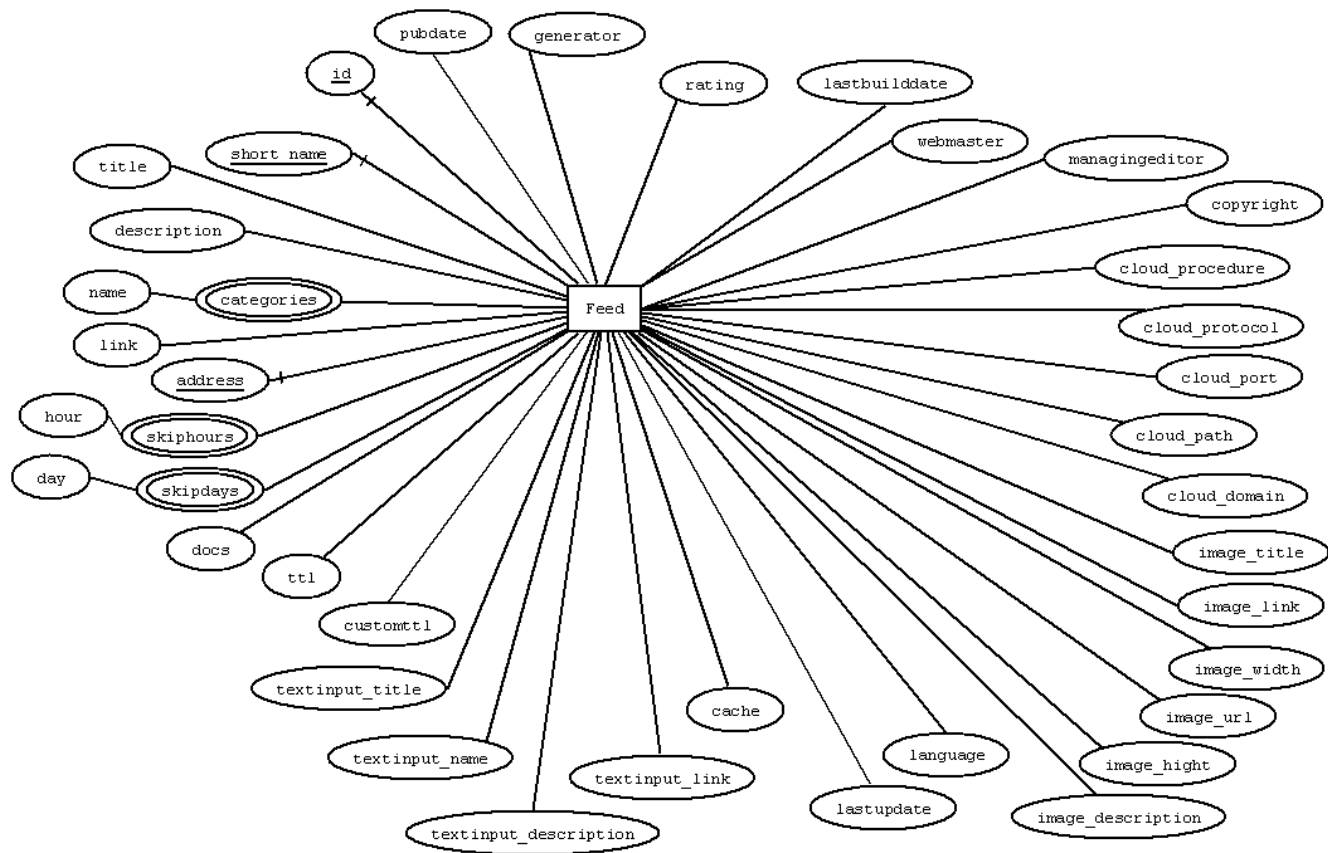 pubdate
generator
id
rating
lastbuilddate
short_name
webmaster
title
managingeditor
copyright
description
cloud_procedure
name
categories
Feed
cloud_protocol
link
address
cloud_port
hour
skiphours
cloud_path
day
skipdays
cloud_domain
docs
image_title
ttl
image_link
customttl
image_width
textinput_title
cache
image_url
textinput_name
language
image_hight
textinput_link
lastupdate
image_description
textinput_description